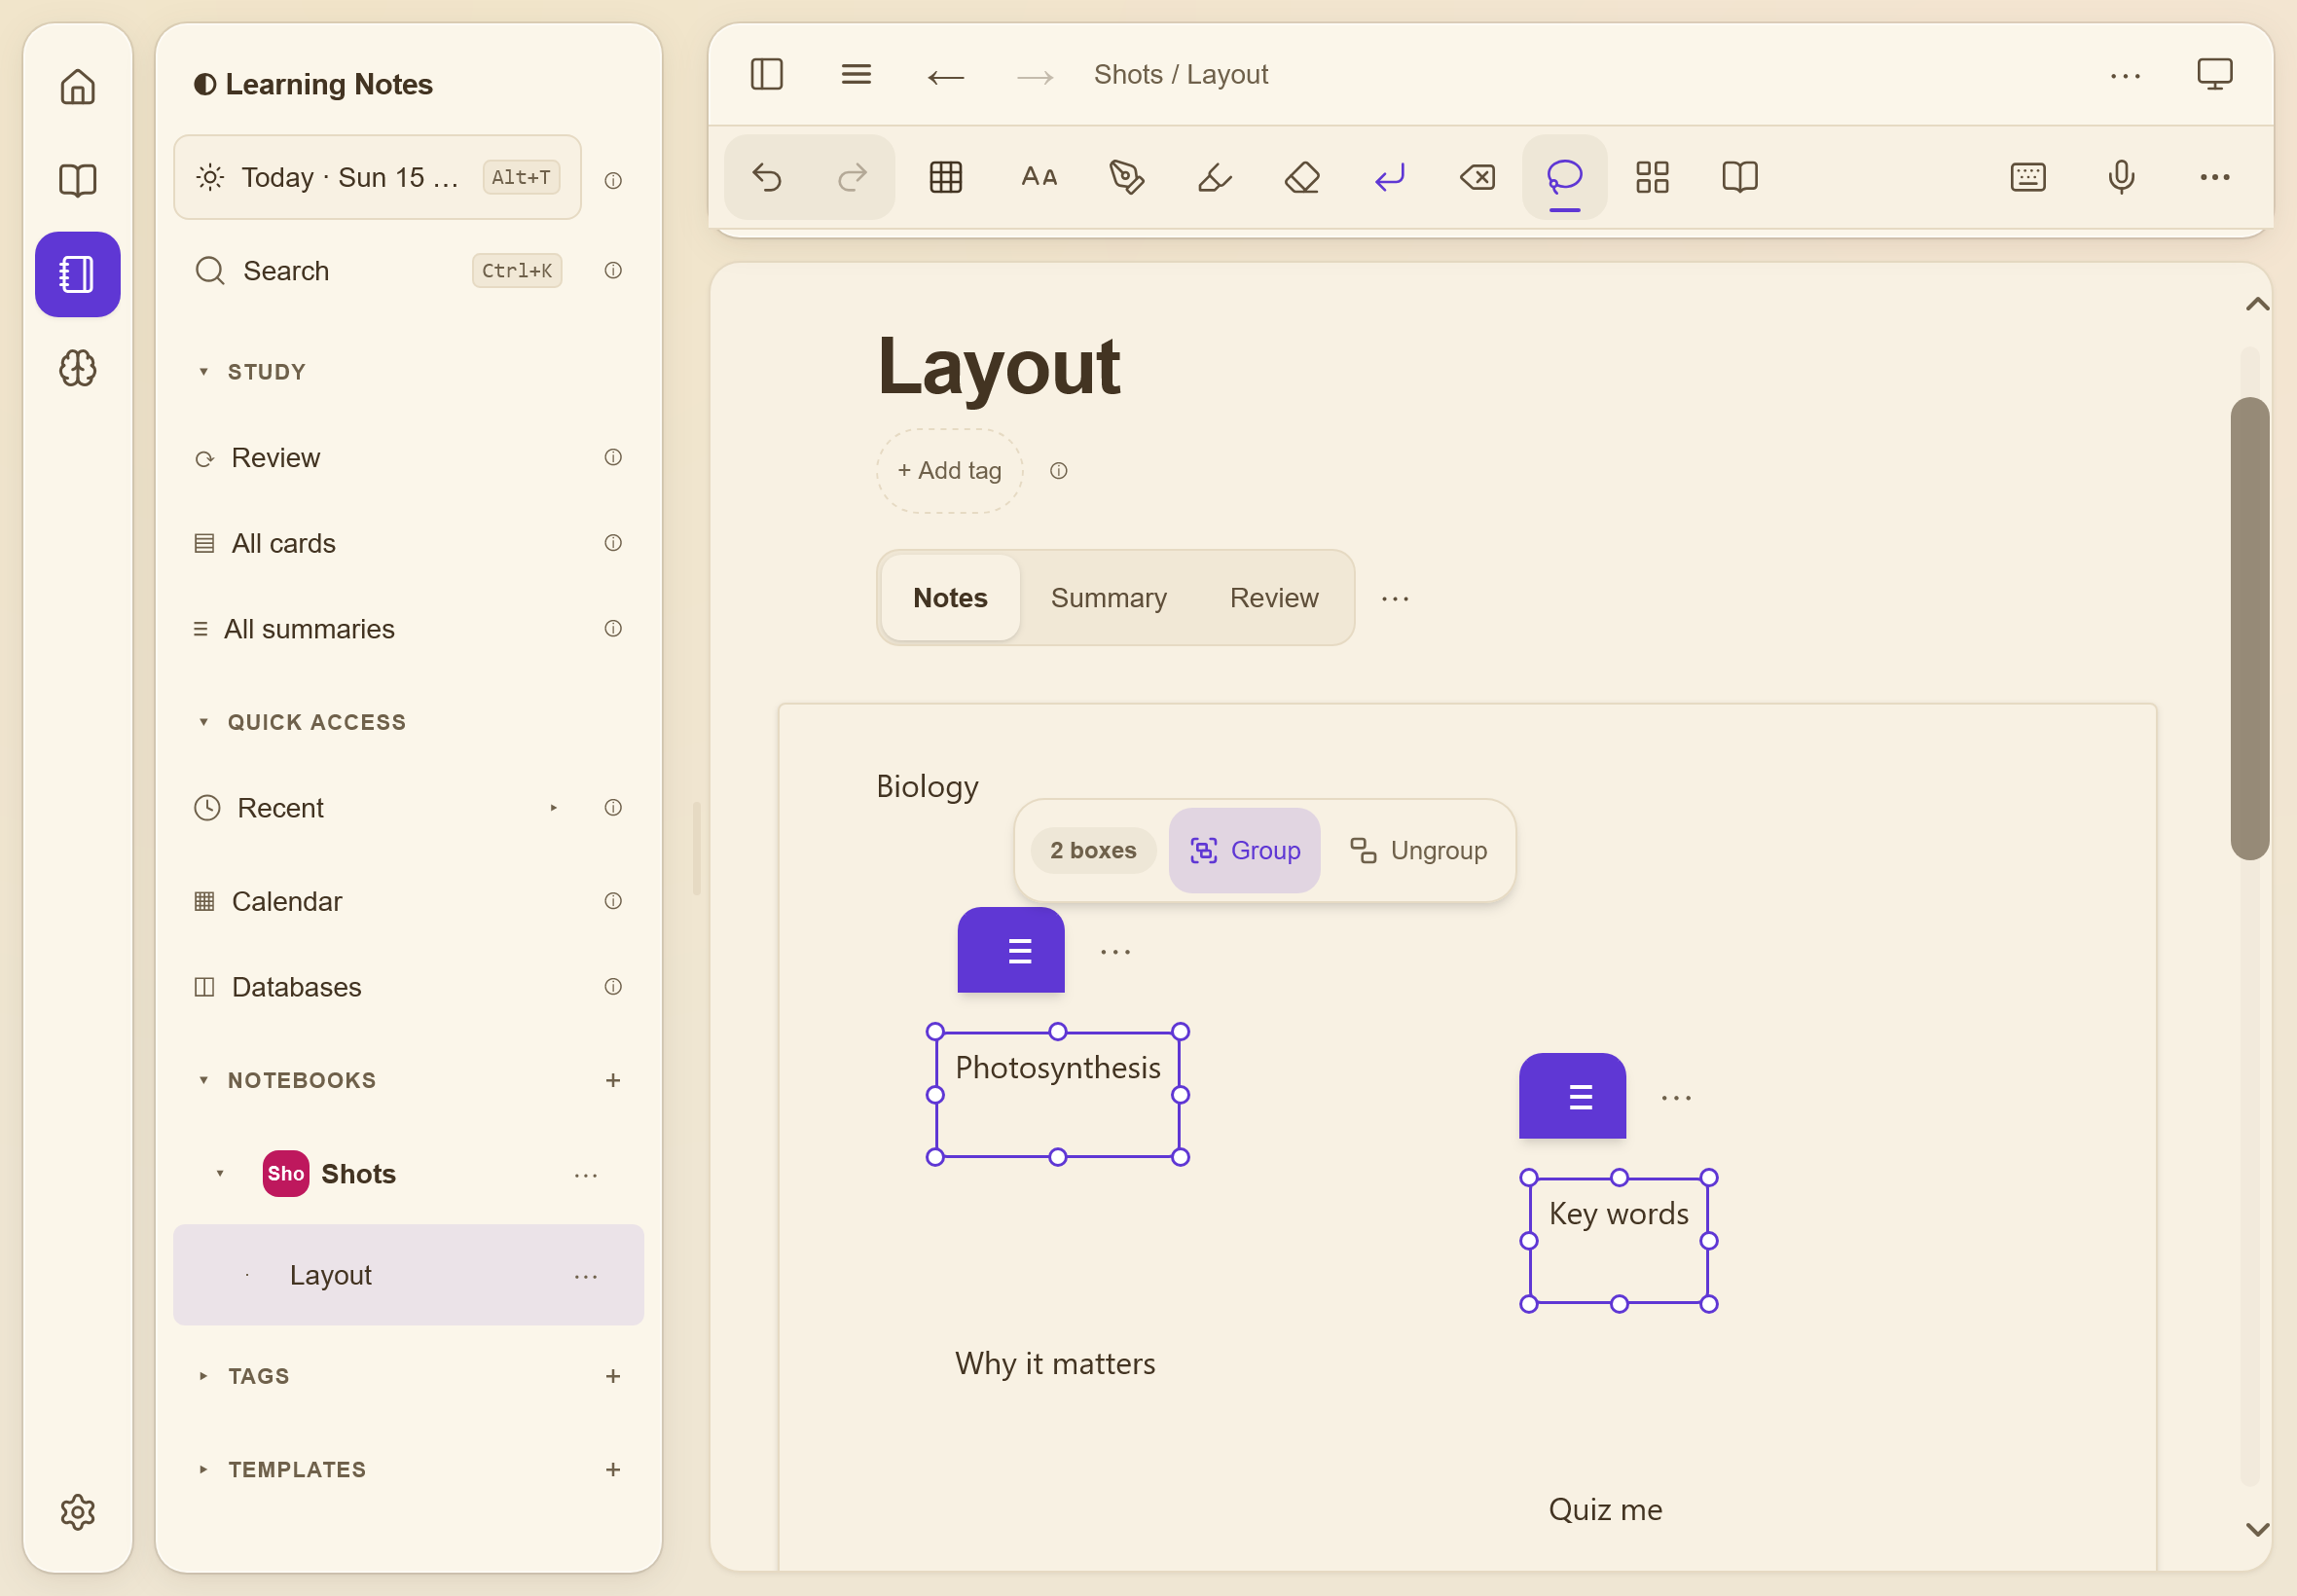 Learning Notes
Today · Sun 15 … Alt+T
Search Ctrl+K
STUDY
Review
All cards
All summaries
QUICK ACCESS
Recent
Calendar
Databases
NOTEBOOKS +
Sho Shots ...
Layout ...
TAGS +
TEMPLATES +
Shots / Layout
Layout
+ Add tag
Notes Summary Review ...
Biology
2 boxes Group Ungroup
Photosynthesis
Key words
Why it matters
Quiz me